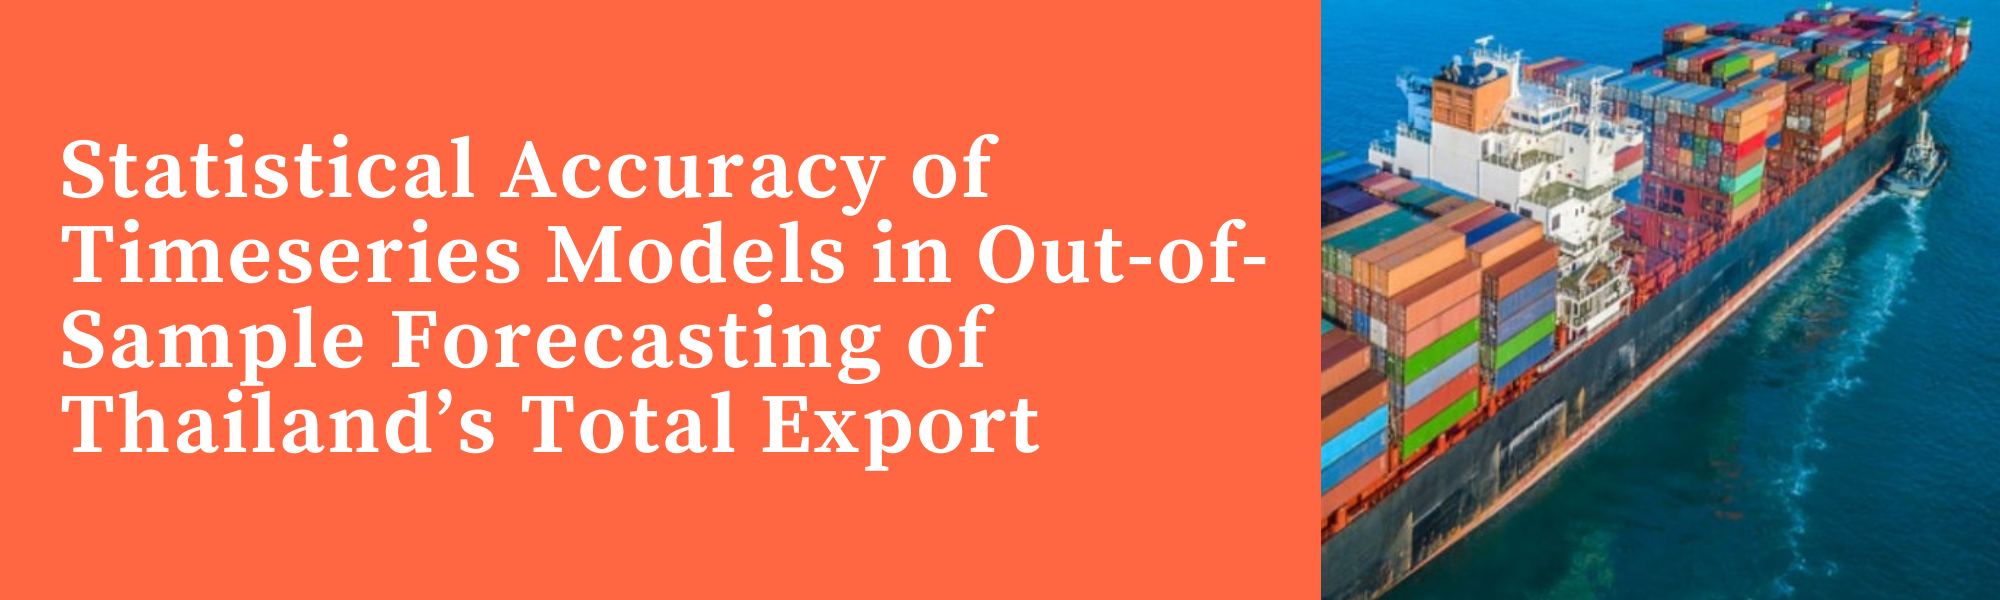 Statistical Accuracy of
Timeseries Models in Out-of-
Sample Forecasting of
Thailand’s Total Export